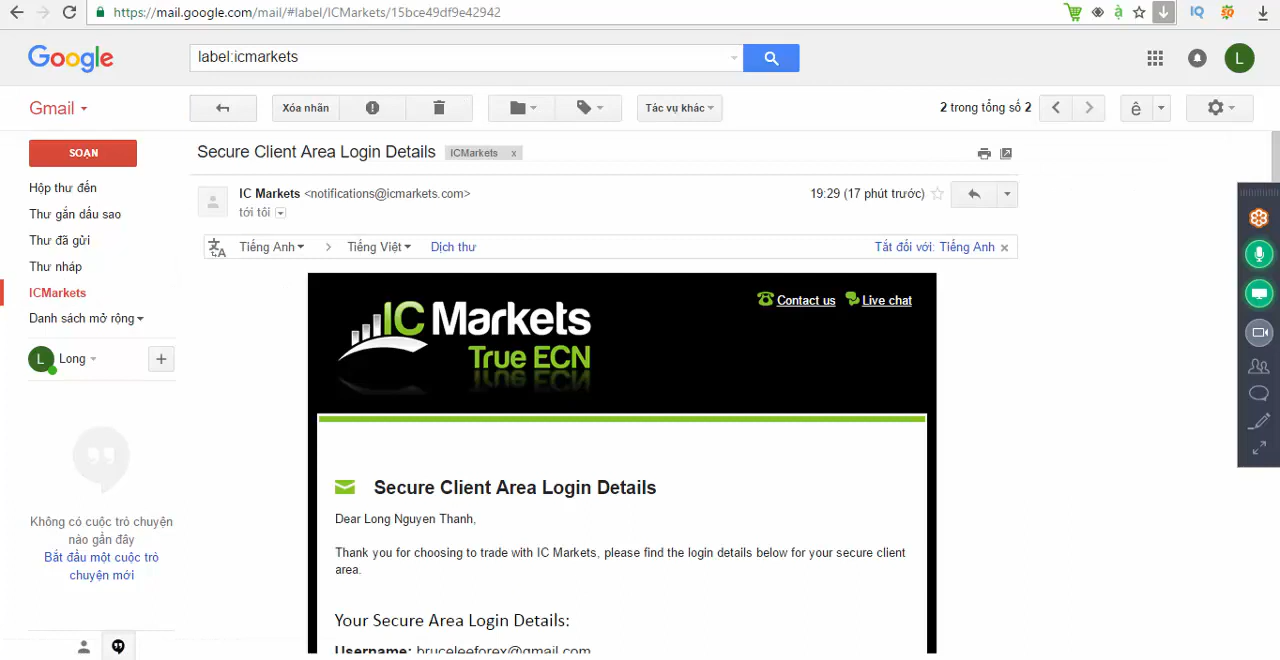 https://mail.google.com/mail/#label/ICMarkets/15bce49df9e42942
IQ
Google
label:icmarkets
L
Gmail
Xóa nhãn
Tác vụ khác
2 trong tổng số 2
ê
SOẠN
Secure Client Area Login Details
ICMarkets x
Hộp thư đến
IC Markets <notifications@icmarkets.com>
19:29 (17 phút trước)
Thư gắn dấu sao
tới tôi
Thư đã gửi
Tiếng Anh > Tiếng Việt Dịch thư
Tắt đối với: Tiếng Anh x
Thư nháp
ICMarkets
Danh sách mở rộng
L Long
+
IC Markets
True ECN
Contact us Live chat
Secure Client Area Login Details
Dear Long Nguyen Thanh,
Thank you for choosing to trade with IC Markets, please find the login details below for your secure client
area.
Your Secure Area Login Details:
Username: bruceleeforex@gmail.com
Không có cuộc trò chuyện
nào gần đây
Bắt đầu một cuộc trò
chuyện mới